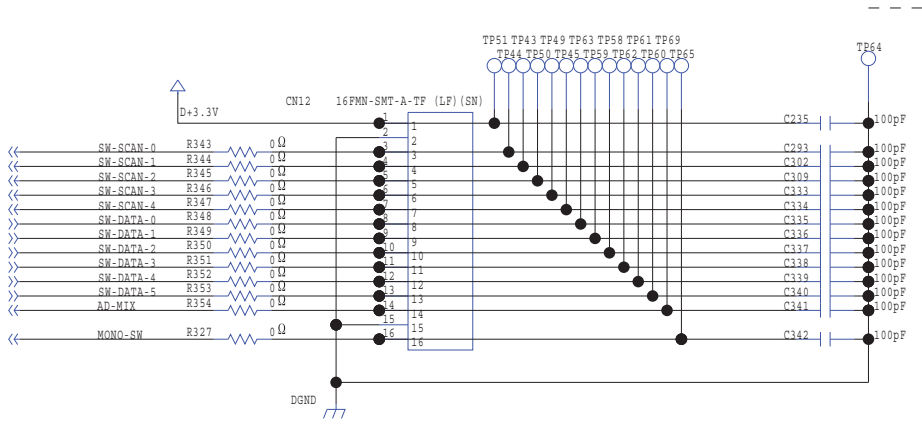 TP51 TP43 TP49 TP63 TP58 TP61 TP69
TP44 TP50 TP45 TP59 TP62 TP60 TP65
TP64
D+3.3V
CN12 16FMN-SMT-A-TF (LF)(SN)
1 1 C235 100pF
2 2
SW-SCAN-0 R343 0Ω 3 3 C293 100pF
SW-SCAN-1 R344 0Ω 4 4 C302 100pF
SW-SCAN-2 R345 0Ω 5 5 C309 100pF
SW-SCAN-3 R346 0Ω 6 6 C333 100pF
SW-SCAN-4 R347 0Ω 7 7 C334 100pF
SW-DATA-0 R348 0Ω 8 8 C335 100pF
SW-DATA-1 R349 0Ω 9 9 C336 100pF
SW-DATA-2 R350 0Ω 10 10 C337 100pF
SW-DATA-3 R351 0Ω 11 11 C338 100pF
SW-DATA-4 R352 0Ω 12 12 C339 100pF
SW-DATA-5 R353 0Ω 13 13 C340 100pF
AD-MIX R354 0Ω 14 14 C341 100pF
15 15
MONO-SW R327 0Ω 16 16 C342 100pF
DGND